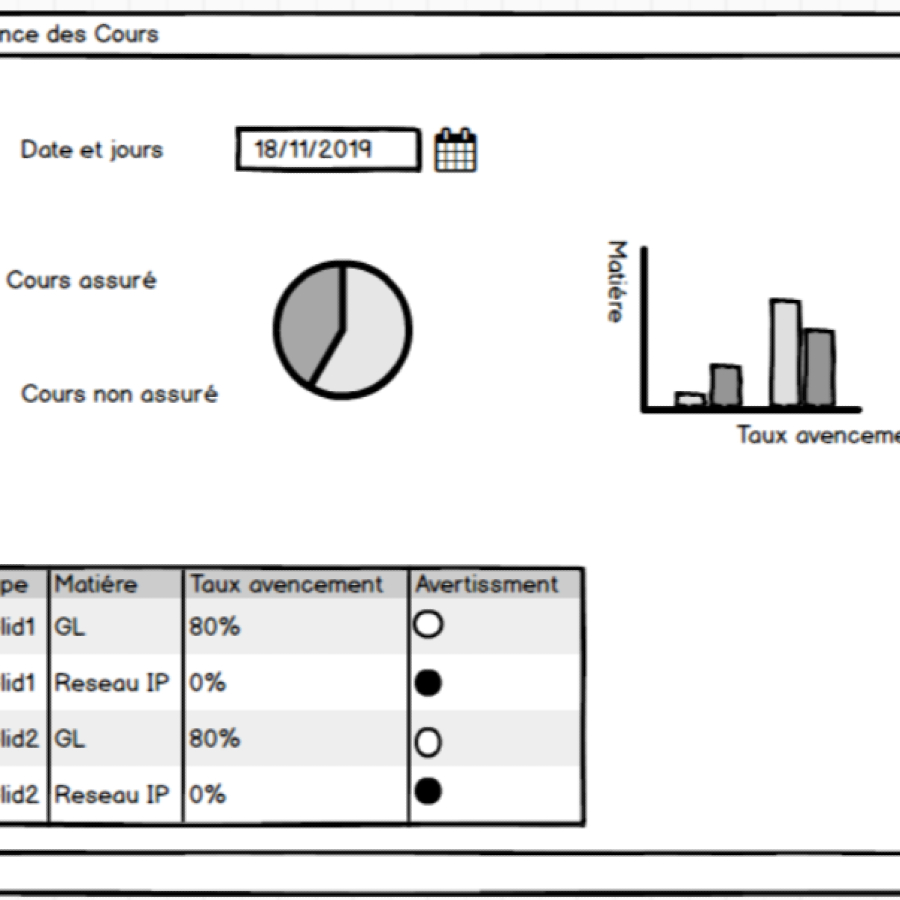 nce des Cours
Date et jours 18/11/2019
Cours assuré
Matiére
Cours non assuré
Taux avenceme
pe Matiére Taux avencement Avertissment
lid1 GL 80%
lid1 Reseau IP 0%
lid2 GL 80%
lid2 Reseau IP 0%